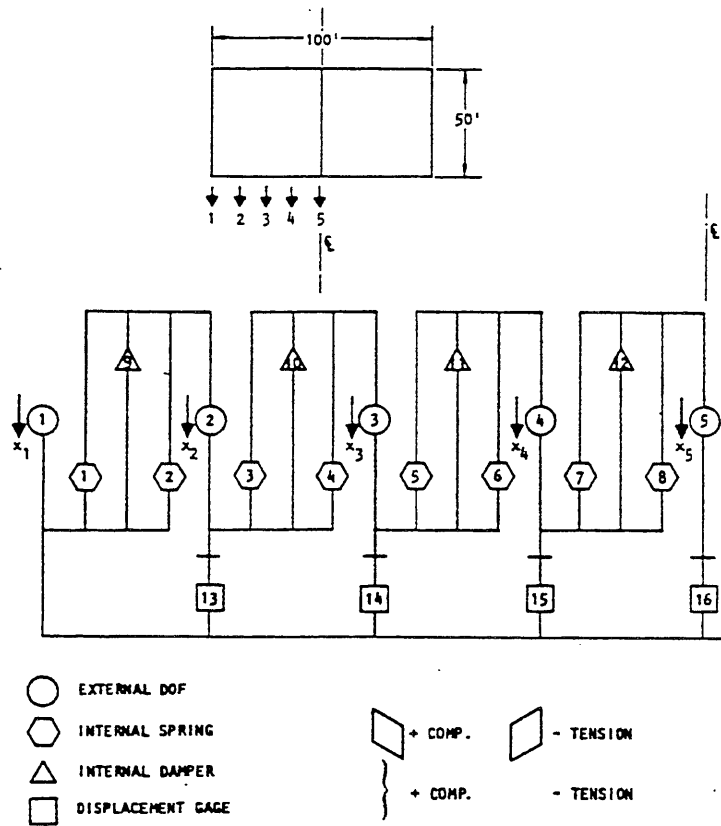 100'
50'
1 2 3 4 5
℄
℄
9 10 11 12
1 2 3 4 5
x1 x2 x3 x4 x5
1 2 3 4 5 6 7 8
13 14 15 16
EXTERNAL DOF
INTERNAL SPRING
INTERNAL DAMPER
DISPLACEMENT GAGE
+ COMP. - TENSION
+ COMP. - TENSION